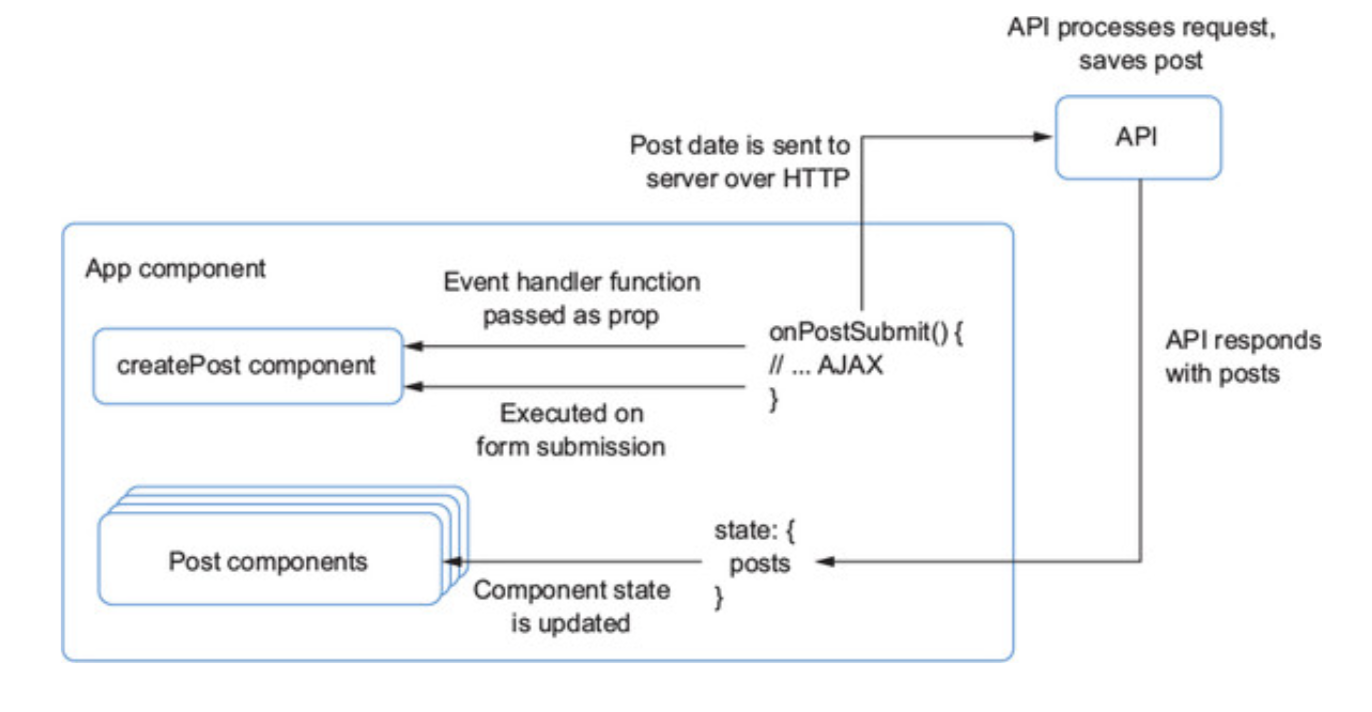 API processes request,
saves post
API
Post date is sent to
server over HTTP
App component
Event handler function
passed as prop
onPostSubmit() {
// ... AJAX
}
createPost component
Executed on
form submission
API responds
with posts
state: {
posts
}
Post components
Component state
is updated